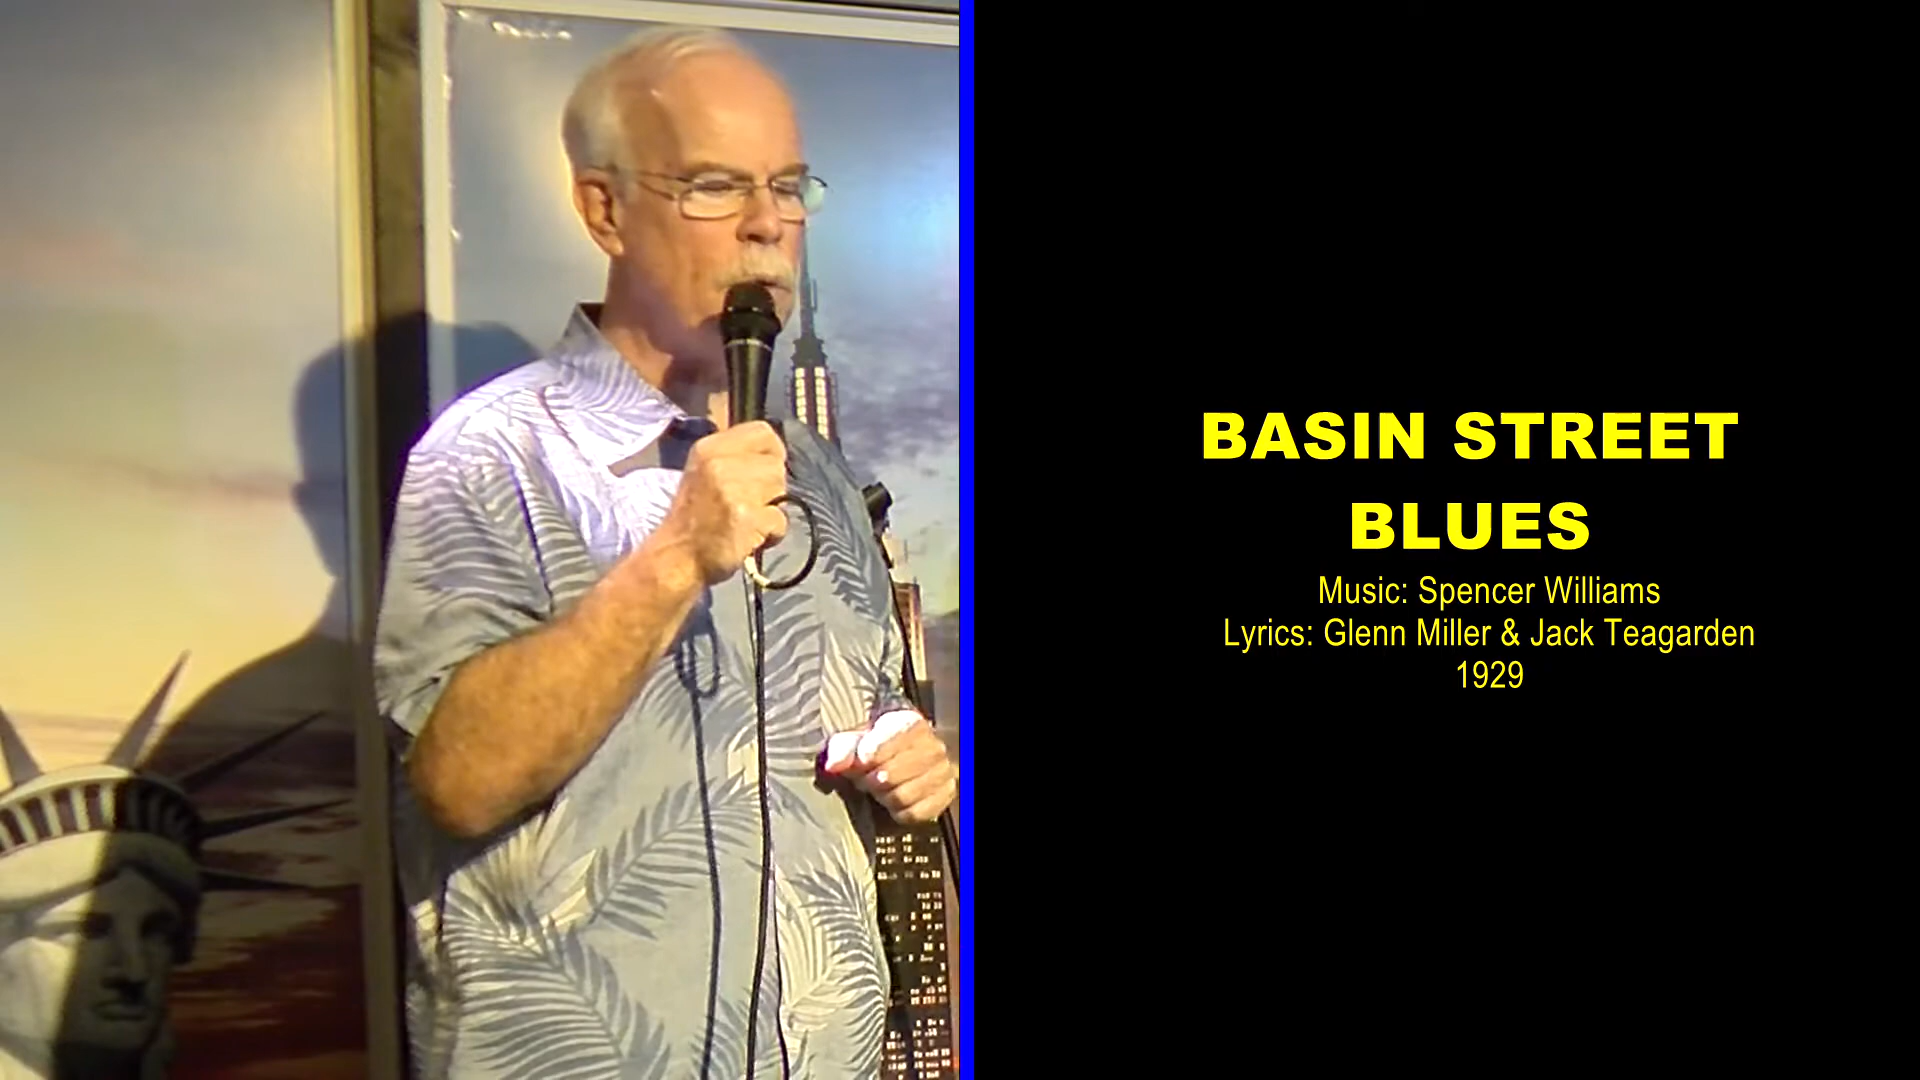 BASIN STREET
BLUES
Music: Spencer Williams
Lyrics: Glenn Miller & Jack Teagarden
1929